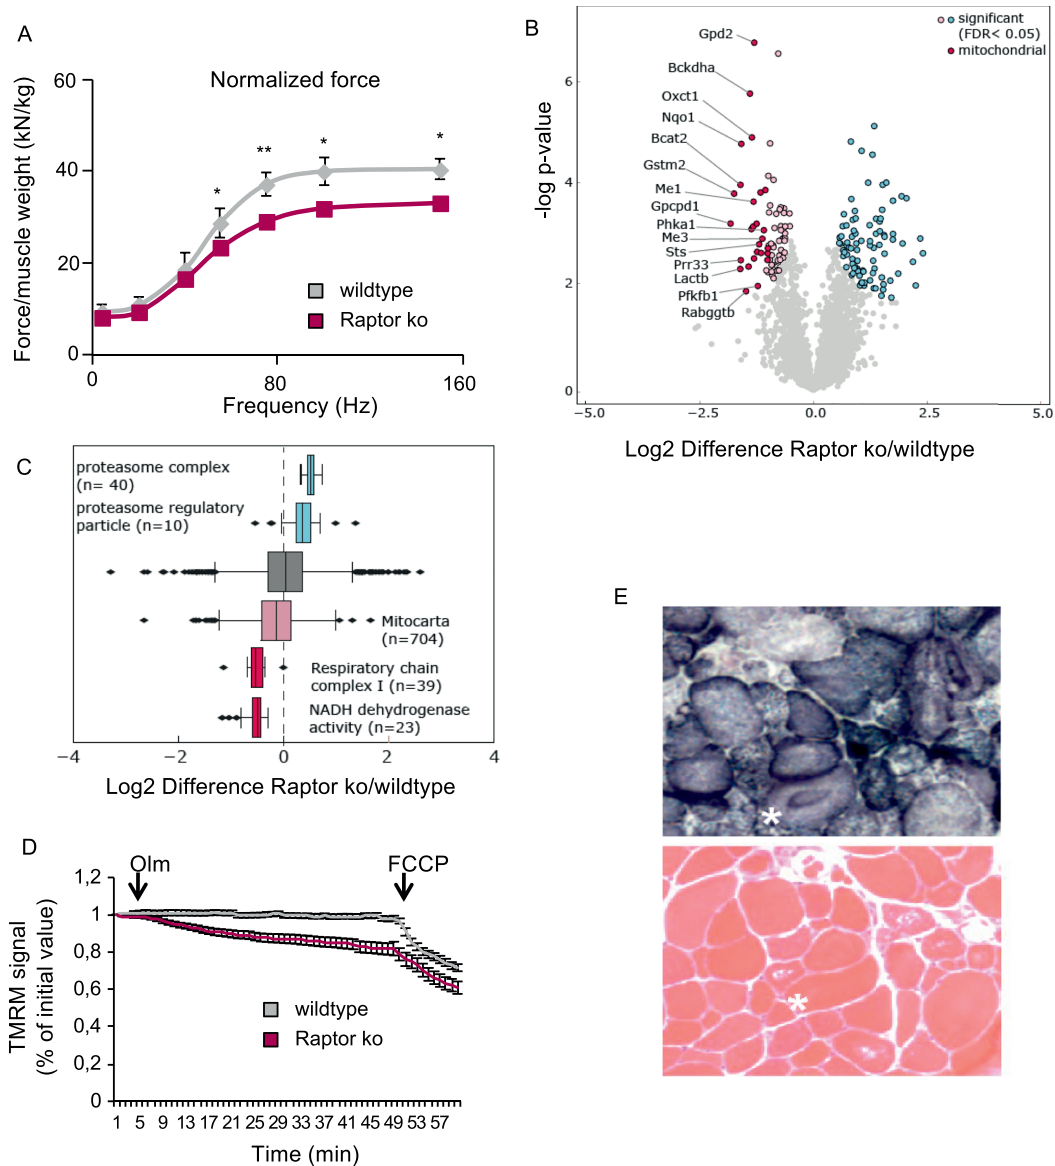 A
Normalized force
Force/muscle weight (kN/kg)
60
40
20
0
*
**
*
*
wildtype
Raptor ko
0
80
160
Frequency (Hz)
B
significant
(FDR< 0.05)
mitochondrial
-log p-value
6
4
2
0
Gpd2
Bckdha
Oxct1
Nqo1
Bcat2
Gstm2
Me1
Gpcpd1
Phka1
Me3
Sts
Prr33
Lactb
Pfkfb1
Rabggtb
−5.0
−2.5
0.0
2.5
5.0
Log2 Difference Raptor ko/wildtype
C
proteasome complex
(n= 40)
proteasome regulatory
particle (n=10)
Mitocarta
(n=704)
Respiratory chain
complex I (n=39)
NADH dehydrogenase
activity (n=23)
−4
−2
0
2
4
Log2 Difference Raptor ko/wildtype
D
Olm
FCCP
TMRM signal
(% of initial value)
1,2
1
0,8
0,6
0,4
0,2
0
wildtype
Raptor ko
1 5 9 13 17 21 25 29 33 37 41 45 49 53 57
Time (min)
E
*
*